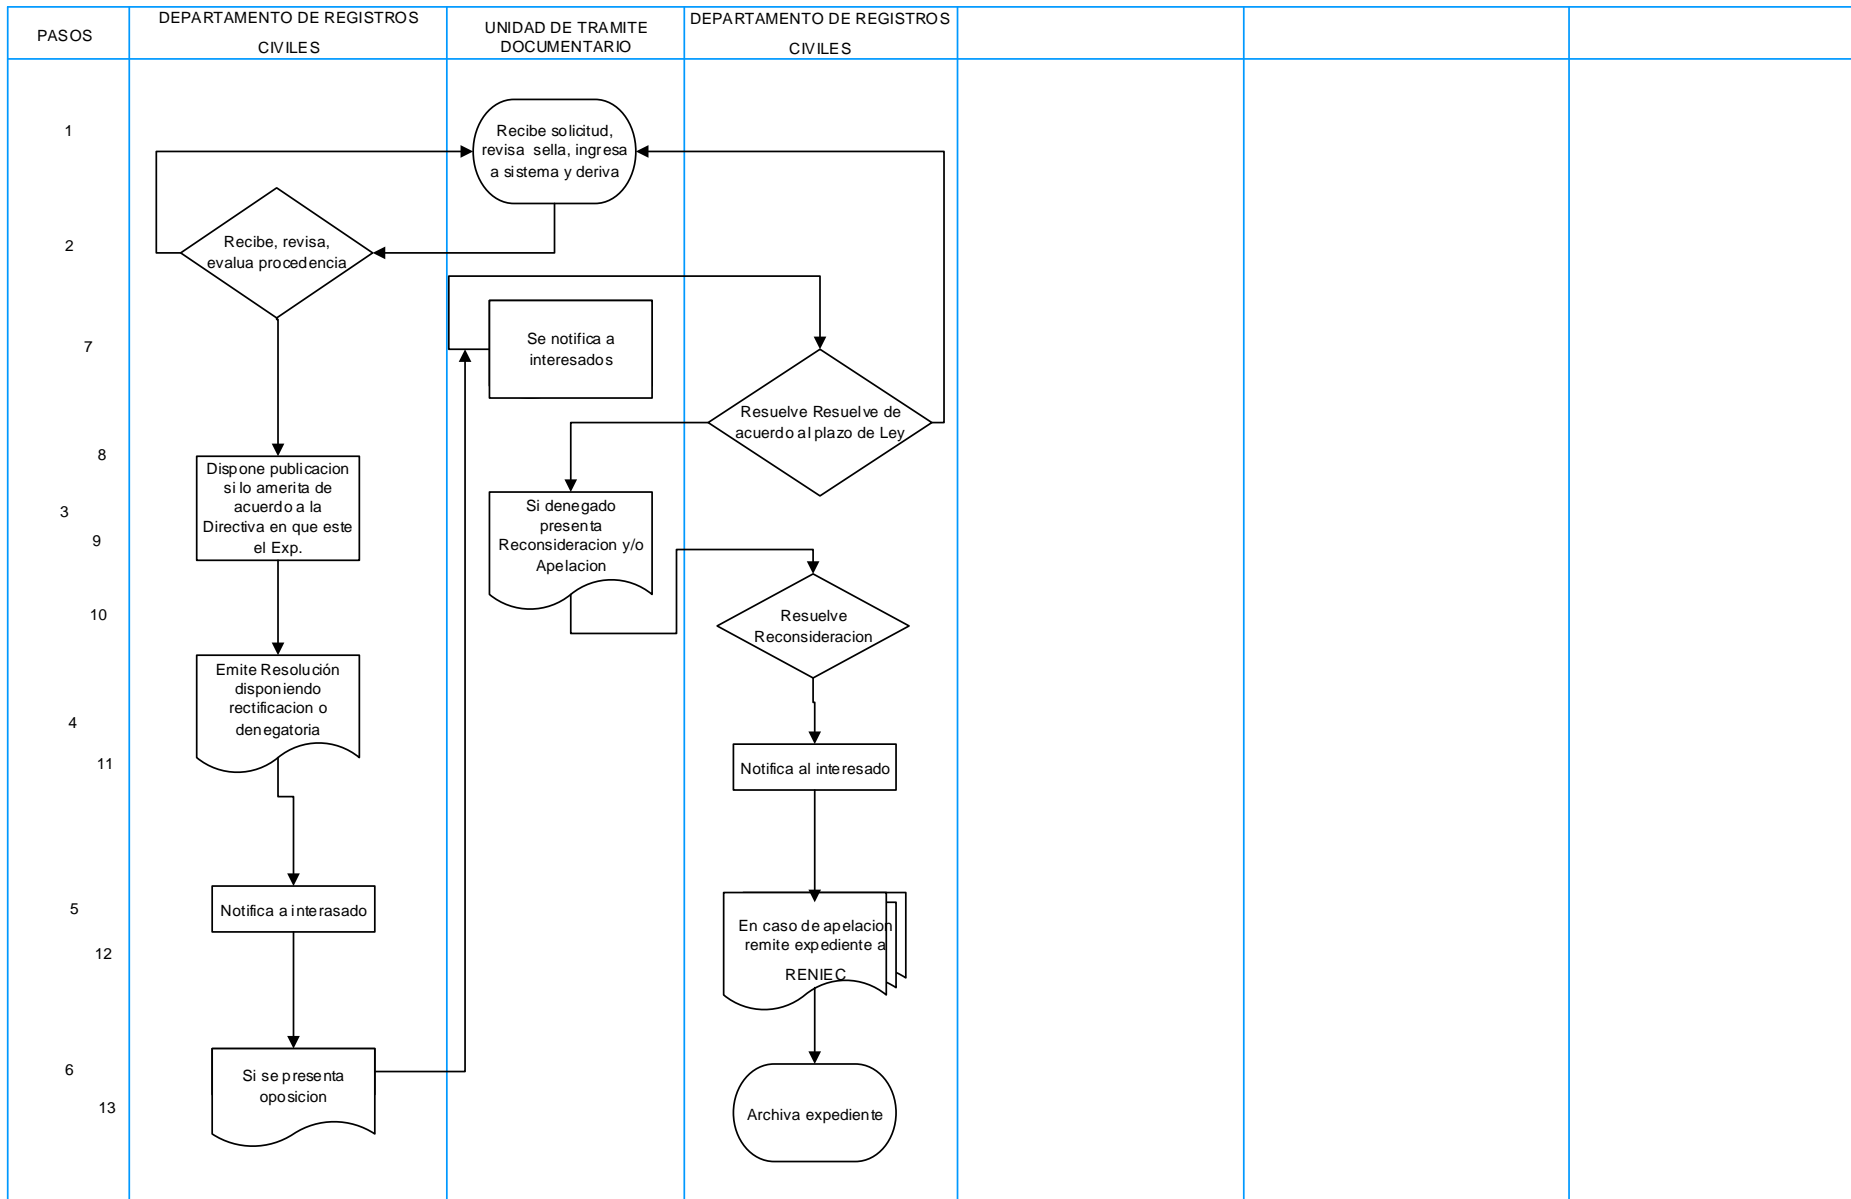 PASOS
DEPARTAMENTO DE REGISTROS
CIVILES
UNIDAD DE TRAMITE
DOCUMENTARIO
DEPARTAMENTO DE REGISTROS
CIVILES
1
Recibe solicitud,
revisa sella, ingresa
a sistema y deriva
2
Recibe, revisa,
evalua procedencia
7
Se notifica a
interesados
Resuelve Resuelve de
acuerdo al plazo de Ley
8
Dispone publicacion
si lo amerita de
acuerdo a la
Directiva en que este
el Exp.
3
9
Si denegado
presenta
Reconsideracion y/o
Apelacion
10
Resuelve
Reconsideracion
Emite Resolución
disponiendo
rectificacion o
denegatoria
4
11
Notifica al interesado
5
Notifica a interasado
12
En caso de apelacion
remite expediente a
RENIEC
6
Si se presenta
oposicion
13
Archiva expediente